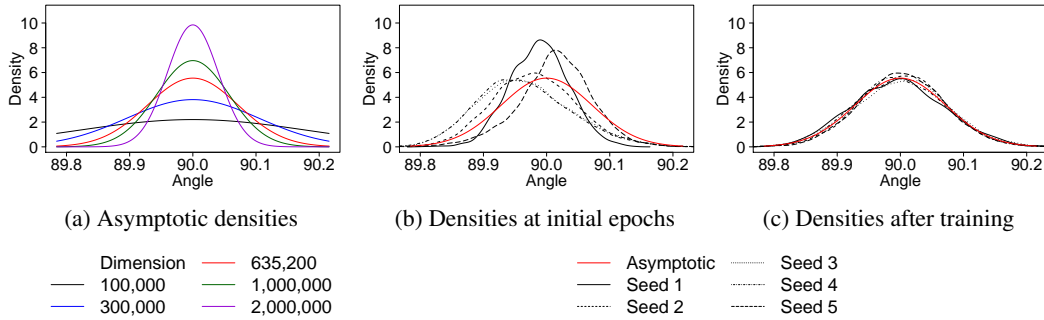 Density
10
8
6
4
2
0
89.8 89.9 90.0 90.1 90.2
Angle
(a) Asymptotic densities
Density
10
8
6
4
2
0
89.8 89.9 90.0 90.1 90.2
Angle
(b) Densities at initial epochs
Density
10
8
6
4
2
0
89.8 89.9 90.0 90.1 90.2
Angle
(c) Densities after training
Dimension
100,000
300,000
635,200
1,000,000
2,000,000
Asymptotic
Seed 1
Seed 2
Seed 3
Seed 4
Seed 5